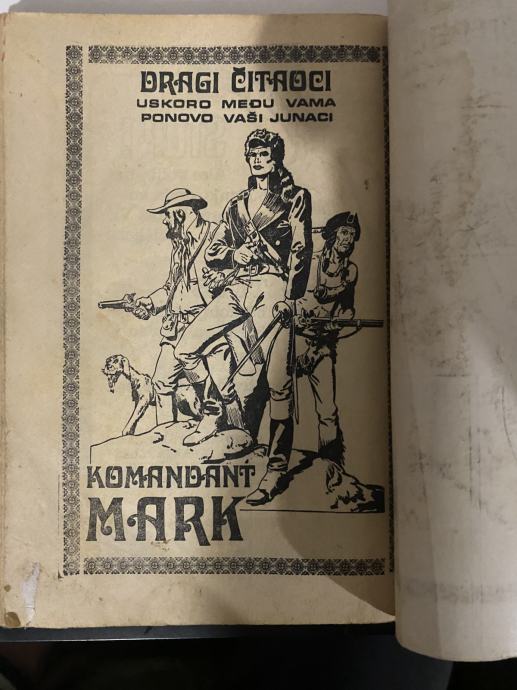 DRAGI ČITAOCI
USKORO MEĐU VAMA
PONOVO VAŠI JUNACI
KOMANDANT
MARK